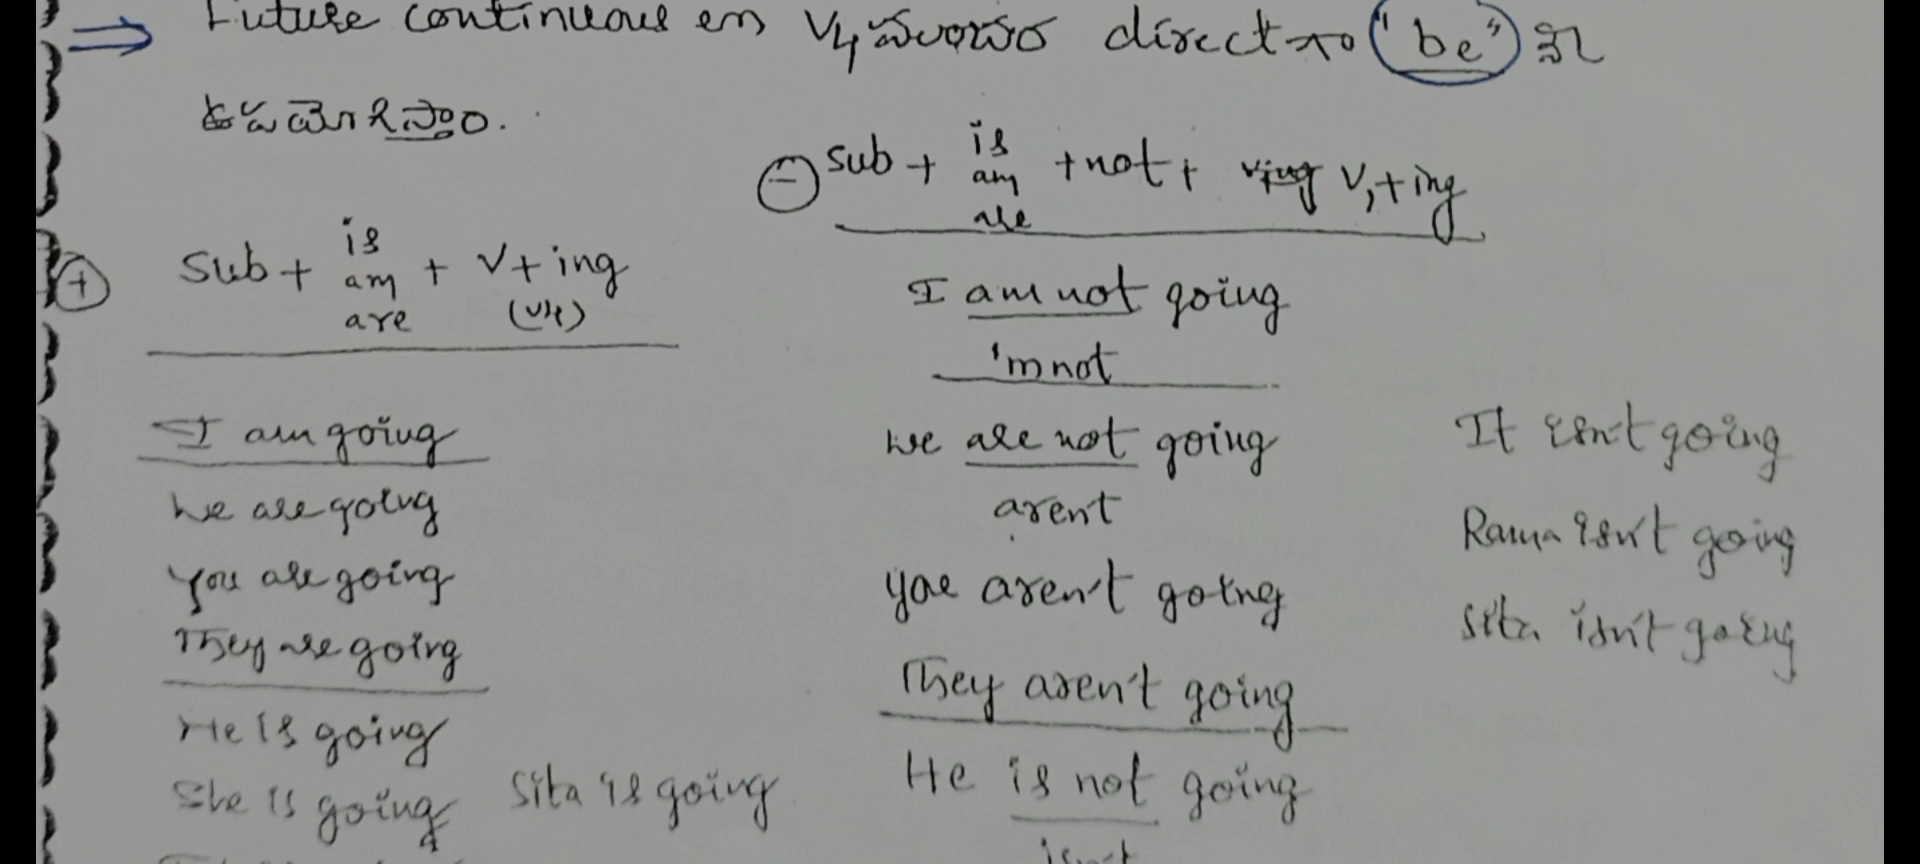 ⇒ Future continuous లో V4 direct గా "be" ని
ఉపయోగిస్తాం.
⊕ Sub + is am are + V+ing (V4)
I am going
we are going
You are going
They are going
He is going
She is going Sita is going
⊖ sub + is am are + not + V1+ing
I am not going
'm not
we are not going
aren't
you aren't going
They aren't going
He is not going
isn't
It isn't going
Rama isn't going
Sita isn't going